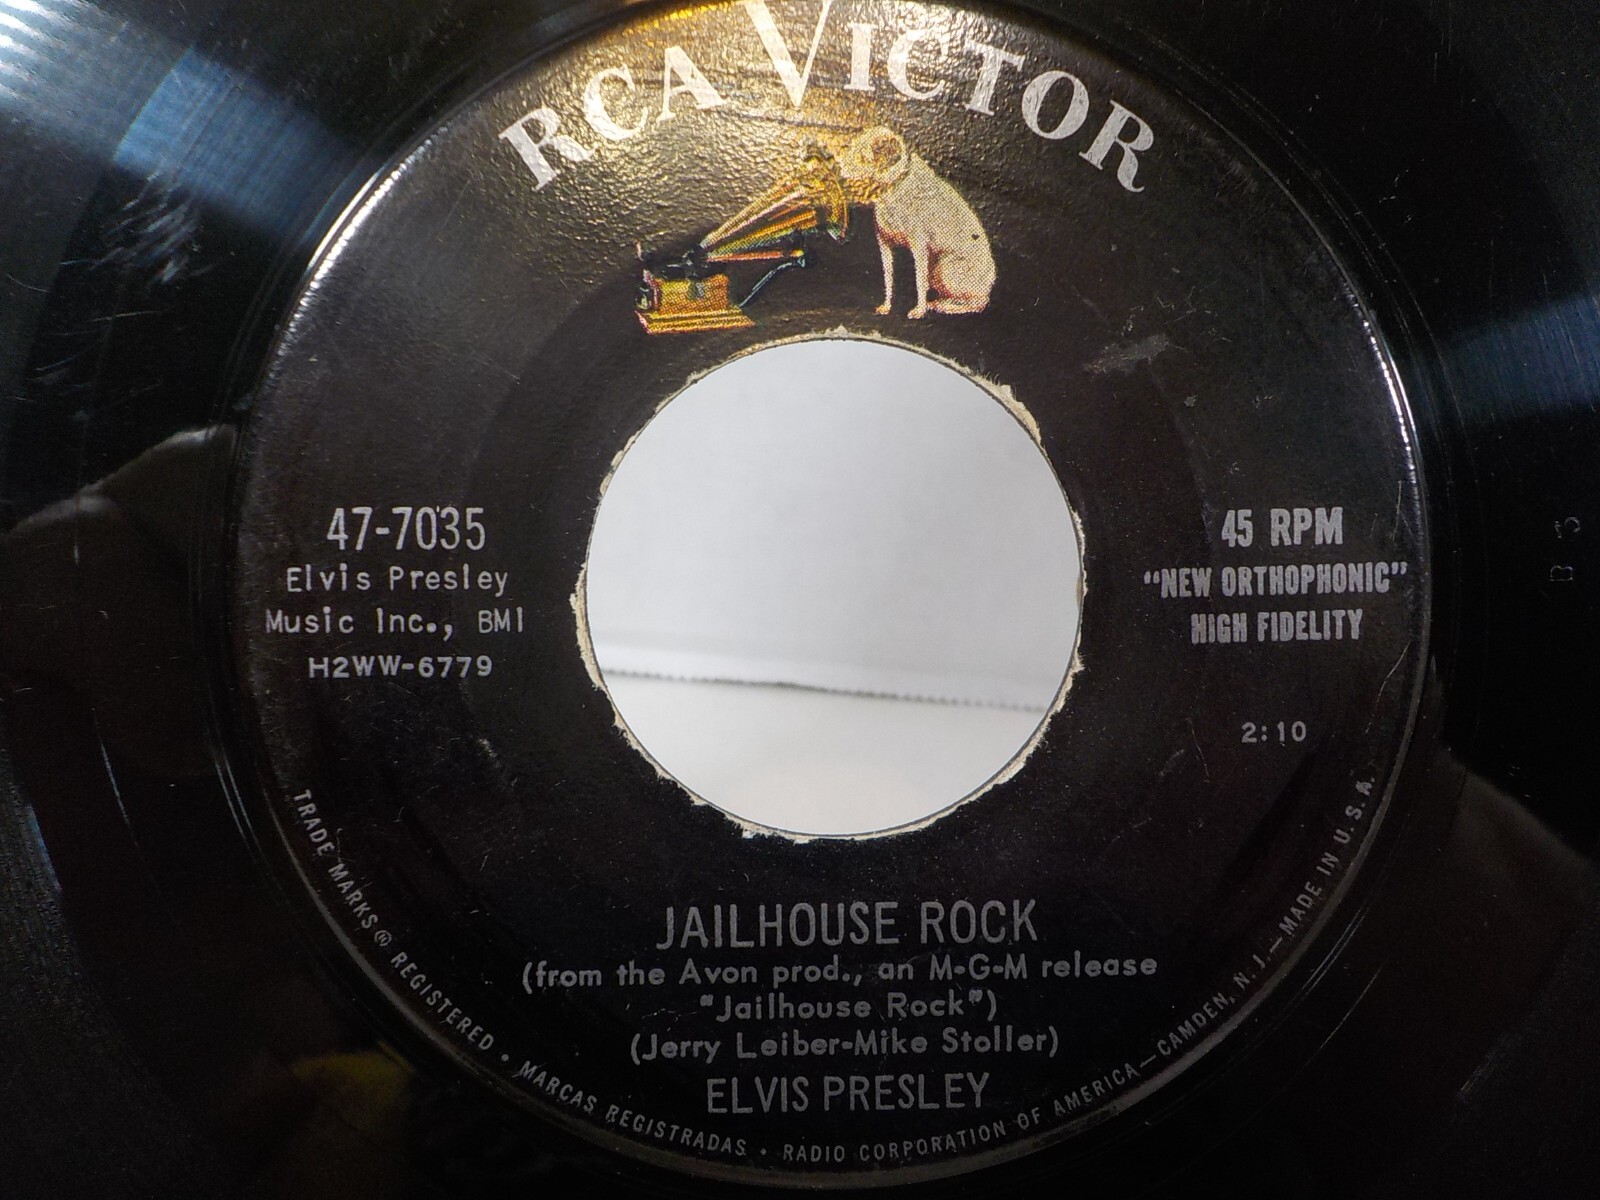 RCA VICTOR
47-7035
Elvis Presley
Music Inc., BMI
H2WW-6779
45 RPM
"NEW ORTHOPHONIC"
HIGH FIDELITY
2:10
JAILHOUSE ROCK
(from the Avon prod., an M-G-M release
"Jailhouse Rock")
(Jerry Leiber-Mike Stoller)
ELVIS PRESLEY
TRADE MARKS ® REGISTERED • MARCAS REGISTRADAS • RADIO CORPORATION OF AMERICA—CAMDEN, N. J.—MADE IN U. S. A.